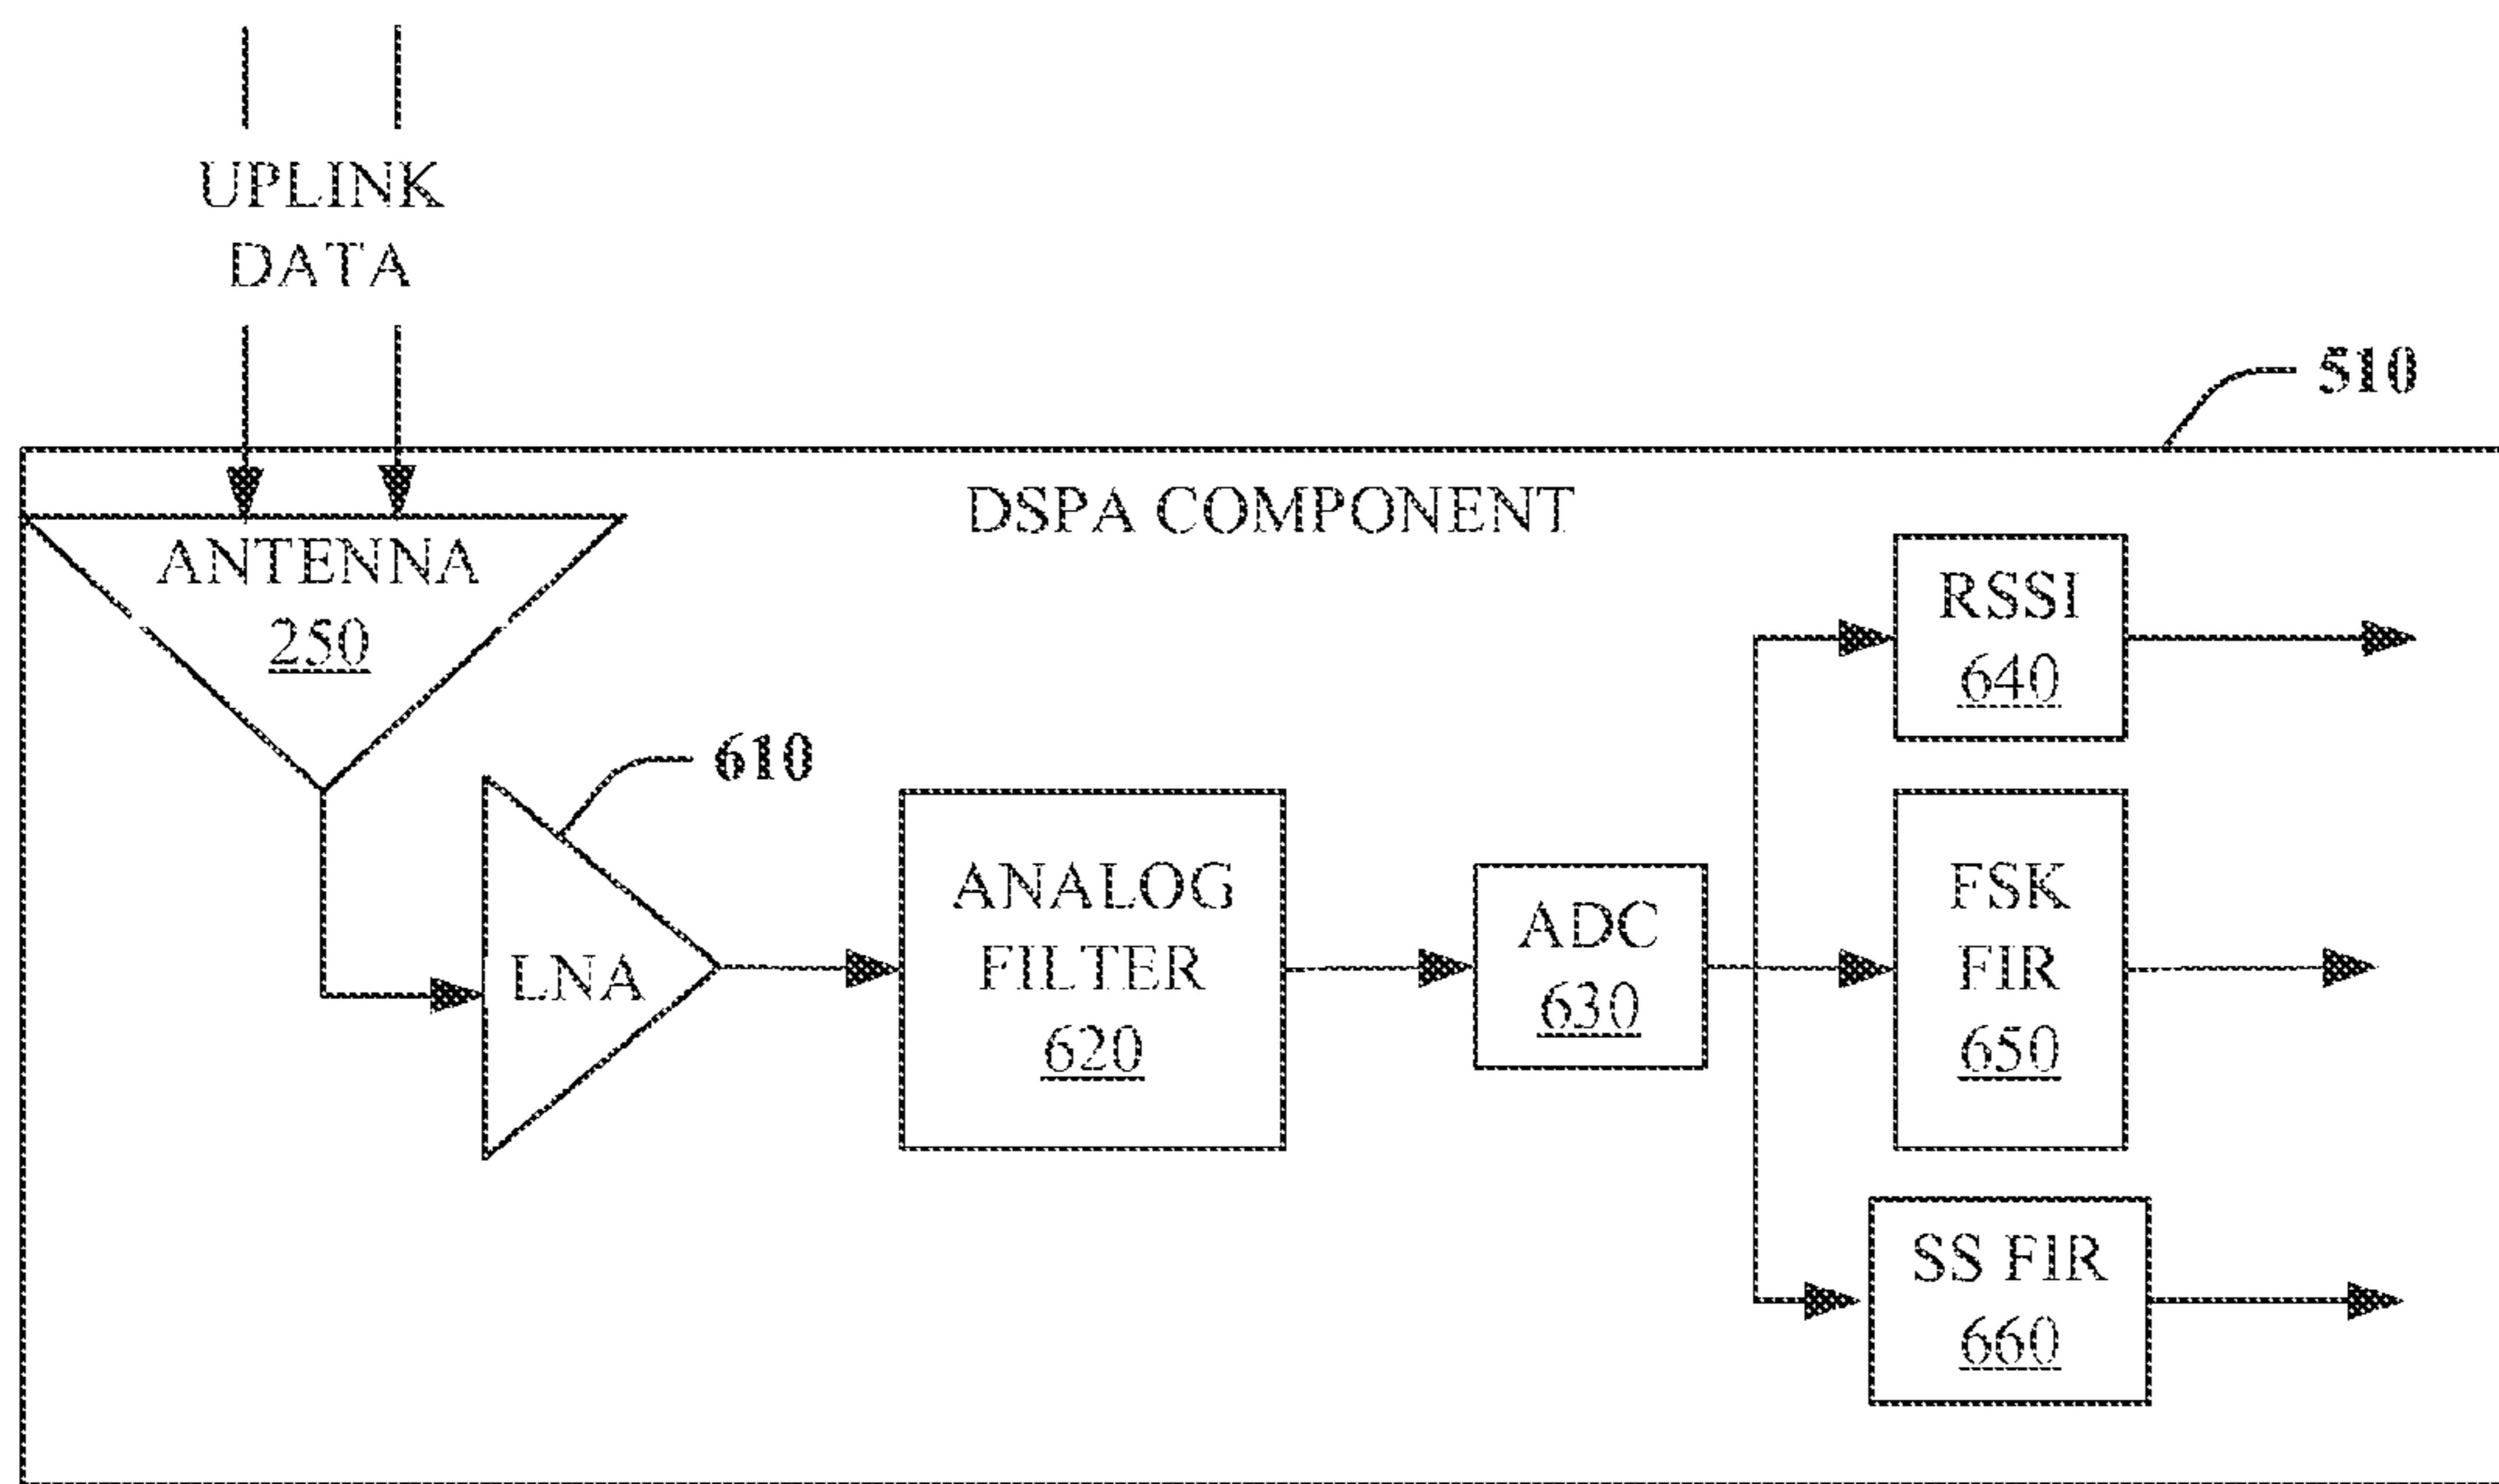 UPLINK
DATA
510
DSPA COMPONENT
ANTENNA
250
RSSI
640
610
LNA
ANALOG
FILTER
620
ADC
630
FSK
FIR
650
SS FIR
660